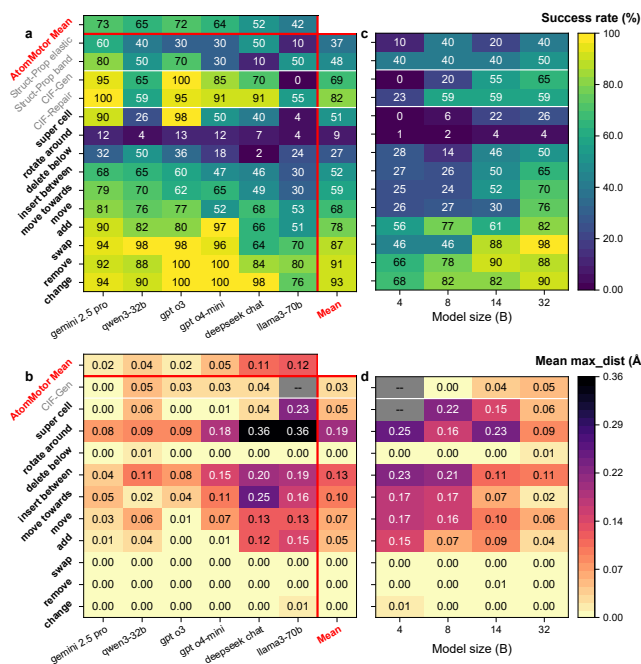 a c Success rate (%)
AtomMotor Mean 73 65 72 64 52 42
Struct-Prop elastic 60 40 30 30 50 10 37 10 40 20 40
Struct-Prop band 80 50 70 30 10 50 48 40 40 50 50
CIF-Gen 95 65 100 85 70 0 69 0 20 55 65
CIF-Repair 100 59 95 91 91 55 82 23 59 59 59
super cell 90 26 98 50 40 4 51 0 6 22 26
rotate around 12 4 13 12 7 4 9 1 2 4 4
delete below 32 50 36 18 2 24 27 28 14 46 50
insert between 68 65 60 47 46 30 52 27 26 50 65
move towards 79 70 62 65 49 30 59 25 24 52 70
move 81 76 77 52 68 53 68 26 27 30 76
add 90 82 80 97 66 51 78 56 77 61 82
swap 94 98 98 96 64 70 87 46 46 88 98
remove 92 88 100 100 84 80 91 66 78 90 88
change 94 90 100 100 98 76 93 68 82 82 90
gemini 2.5 pro qwen3-32b gpt o3 gpt o4-mini deepseek chat llama3-70b Mean
4 8 14 32
Model size (B)
100.00
80.00
60.00
40.00
20.00
0.00
b d Mean max_dist (Å
AtomMotor Mean 0.02 0.04 0.02 0.05 0.11 0.12
CIF-Gen 0.00 0.05 0.03 0.03 0.04 -- 0.03 -- 0.00 0.04 0.05
super cell 0.00 0.06 0.00 0.01 0.04 0.23 0.05 -- 0.22 0.15 0.06
rotate around 0.08 0.09 0.09 0.18 0.36 0.36 0.19 0.25 0.16 0.23 0.09
delete below 0.00 0.01 0.00 0.00 0.00 0.00 0.00 0.00 0.00 0.00 0.00
insert between 0.04 0.11 0.08 0.15 0.20 0.19 0.13 0.23 0.21 0.11 0.11
move towards 0.05 0.02 0.04 0.11 0.25 0.16 0.10 0.17 0.17 0.07 0.02
move 0.03 0.06 0.01 0.07 0.13 0.13 0.07 0.17 0.16 0.10 0.06
add 0.01 0.04 0.00 0.00 0.12 0.15 0.05 0.15 0.07 0.09 0.04
swap 0.00 0.00 0.00 0.00 0.00 0.00 0.00 0.00 0.00 0.00 0.00
remove 0.00 0.00 0.00 0.00 0.00 0.00 0.00 0.00 0.00 0.01 0.00
change 0.00 0.00 0.00 0.00 0.00 0.01 0.00 0.01 0.00 0.00 0.00
gemini 2.5 pro qwen3-32b gpt o3 gpt o4-mini deepseek chat llama3-70b Mean
4 8 14 32
Model size (B)
0.36
0.29
0.22
0.14
0.07
0.00